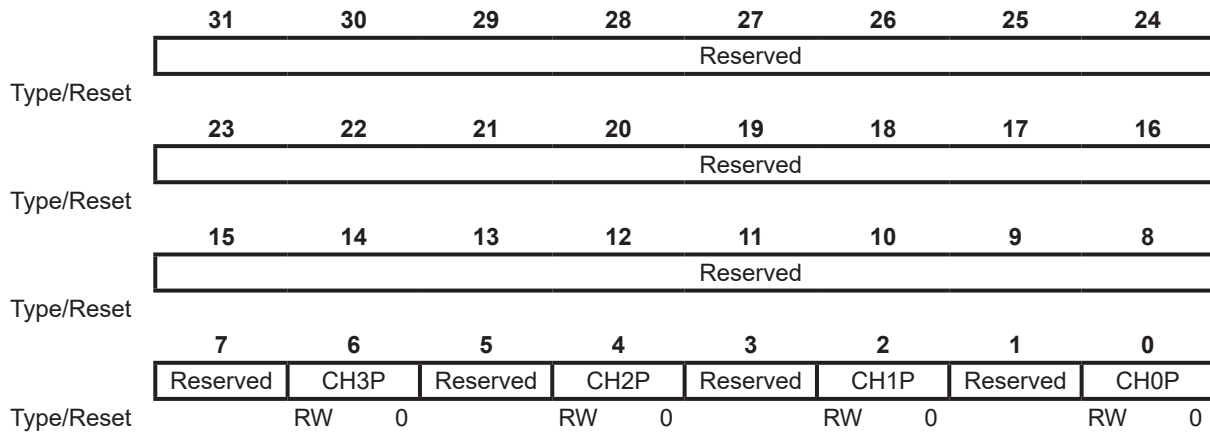 31 30 29 28 27 26 25 24
Reserved
Type/Reset
23 22 21 20 19 18 17 16
Reserved
Type/Reset
15 14 13 12 11 10 9 8
Reserved
Type/Reset
7 6 5 4 3 2 1 0
Reserved CH3P Reserved CH2P Reserved CH1P Reserved CH0P
Type/Reset RW 0 RW 0 RW 0 RW 0